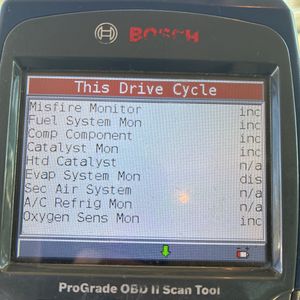 BOSCH
This Drive Cycle
Misfire Monitor inc
Fuel System Mon inc
Comp Component inc
Catalyst Mon inc
Htd Catalyst n/a
Evap System Mon dis
Sec Air System n/a
A/C Refrig Mon n/a
Oxygen Sens Mon inc
ProGrade OBD II Scan Tool